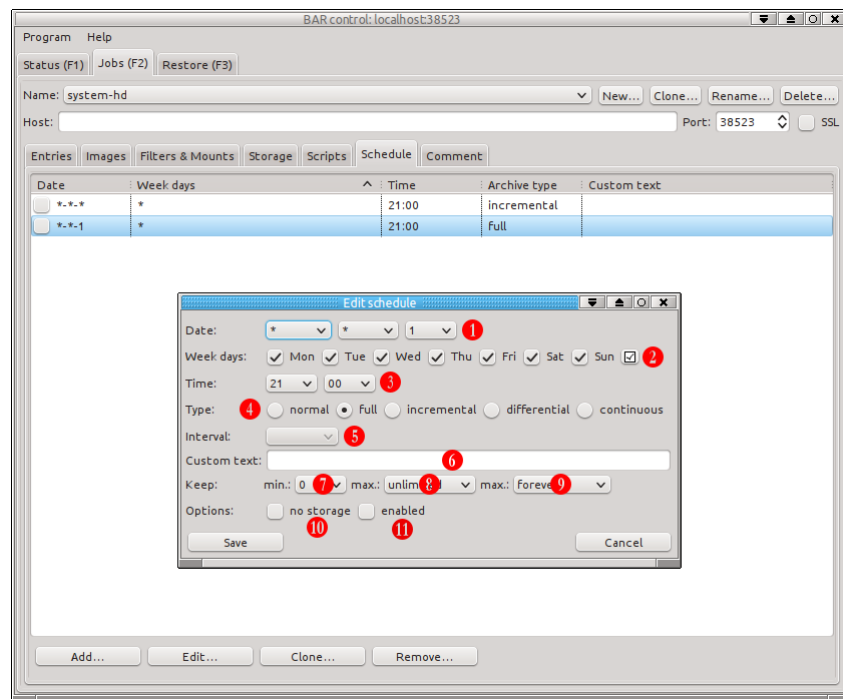 BAR control: localhost:38523
Program Help
Status (F1) Jobs (F2) Restore (F3)
Name: system-hd New... Clone... Rename... Delete...
Host: Port: 38523 SSL
Entries Images Filters & Mounts Storage Scripts Schedule Comment
Date Week days Time Archive type Custom text
*-*-* * 21:00 incremental
*-*-1 * 21:00 full
Edit schedule
Date: * * 1 1
Week days: Mon Tue Wed Thu Fri Sat Sun 2
Time: 21 00 3
Type: 4 normal full incremental differential continuous
Interval: 5
Custom text: 6
Keep: min.: 0 7 max.: 8 max.: 9
Options: no storage enabled
10 11
Save Cancel
Add... Edit... Clone... Remove...